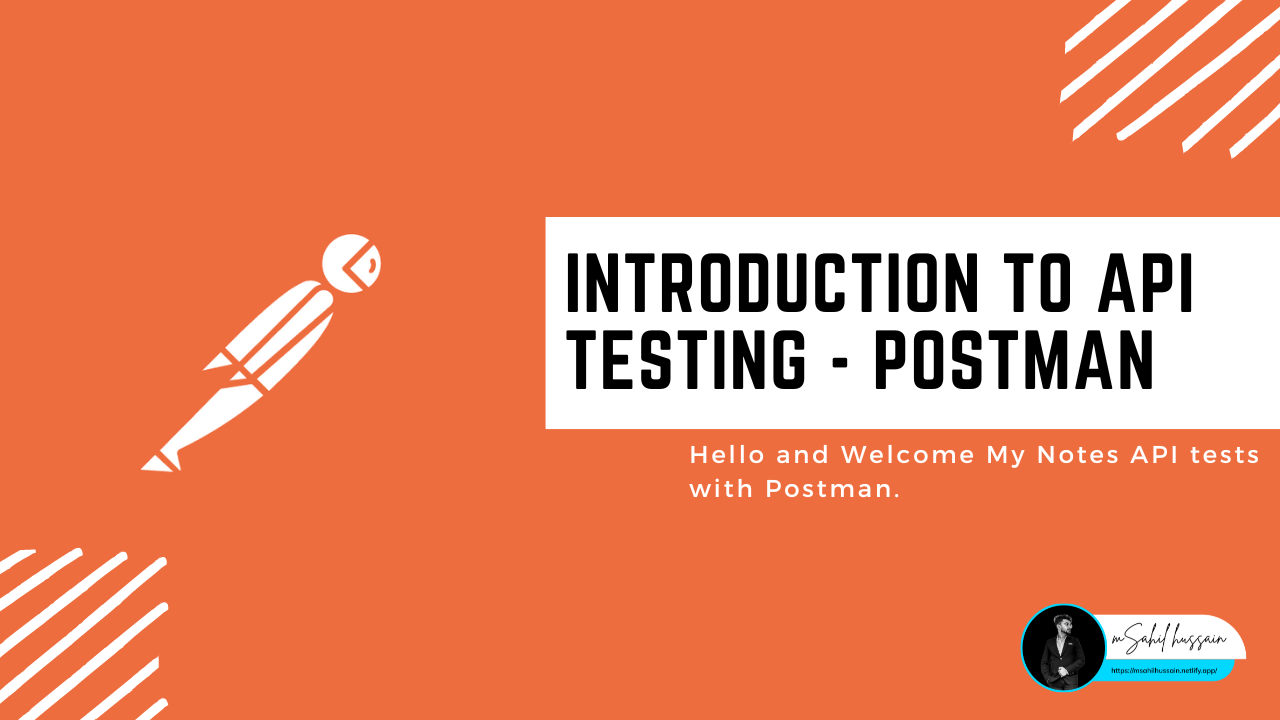 INTRODUCTION TO API
TESTING - POSTMAN
Hello and Welcome My Notes API tests
with Postman.
mSahil hussain
https://msahilhussain.netlify.app/